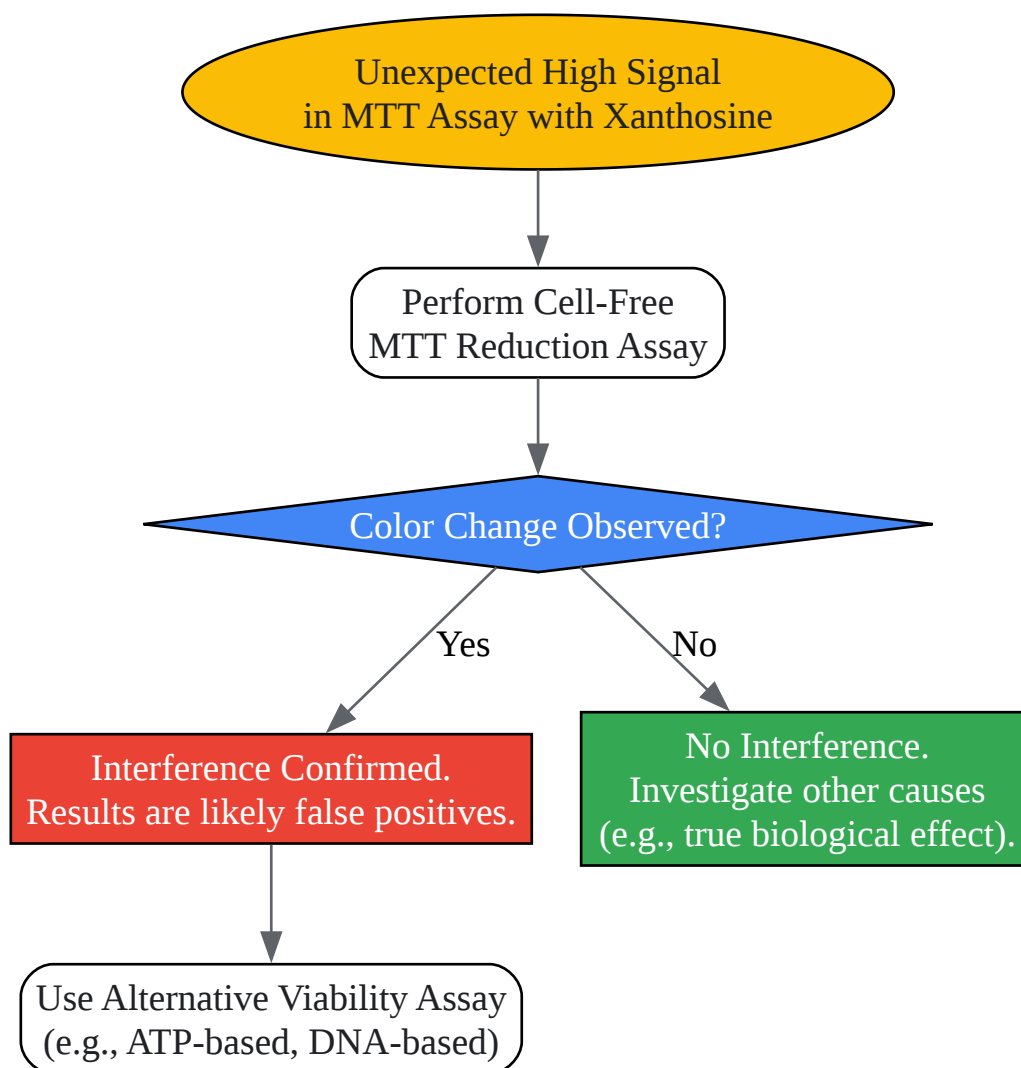 Unexpected High Signal
in MTT Assay with Xanthosine
Perform Cell-Free
MTT Reduction Assay
Color Change Observed?
Yes
No
Interference Confirmed.
Results are likely false positives.
No Interference.
Investigate other causes
(e.g., true biological effect).
Use Alternative Viability Assay
(e.g., ATP-based, DNA-based)